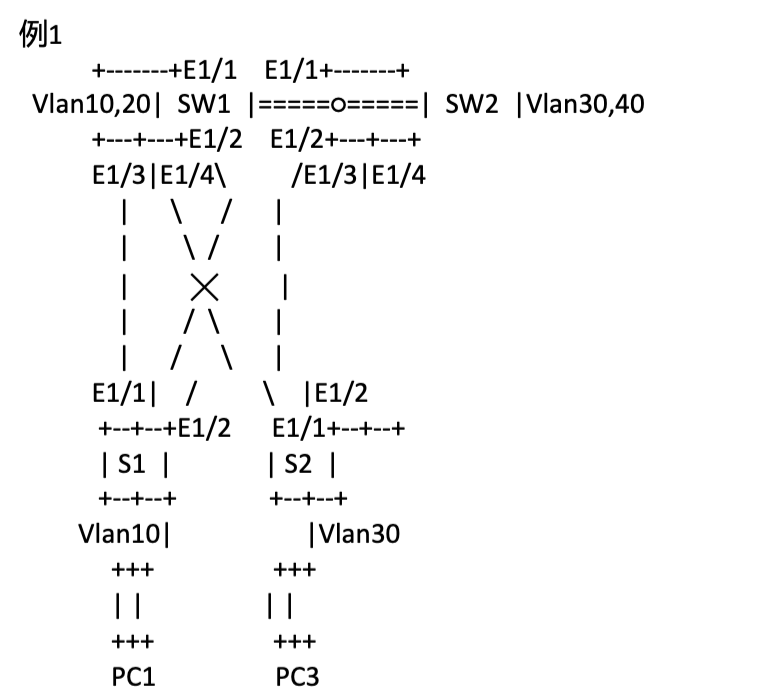 例1
+-------+E1/1 E1/1+-------+
Vlan10,20| SW1 |=====o=====| SW2 |Vlan30,40
+---+---+E1/2 E1/2+---+---+
E1/3|E1/4\ /E1/3|E1/4
| \ / |
| \ / |
| ╳ |
| / \ |
| / \ |
E1/1| / \ |E1/2
+--+--+E1/2 E1/1+--+--+
| S1 | | S2 |
+--+--+ +--+--+
Vlan10| |Vlan30
+++ +++
| | | |
+++ +++
PC1 PC3